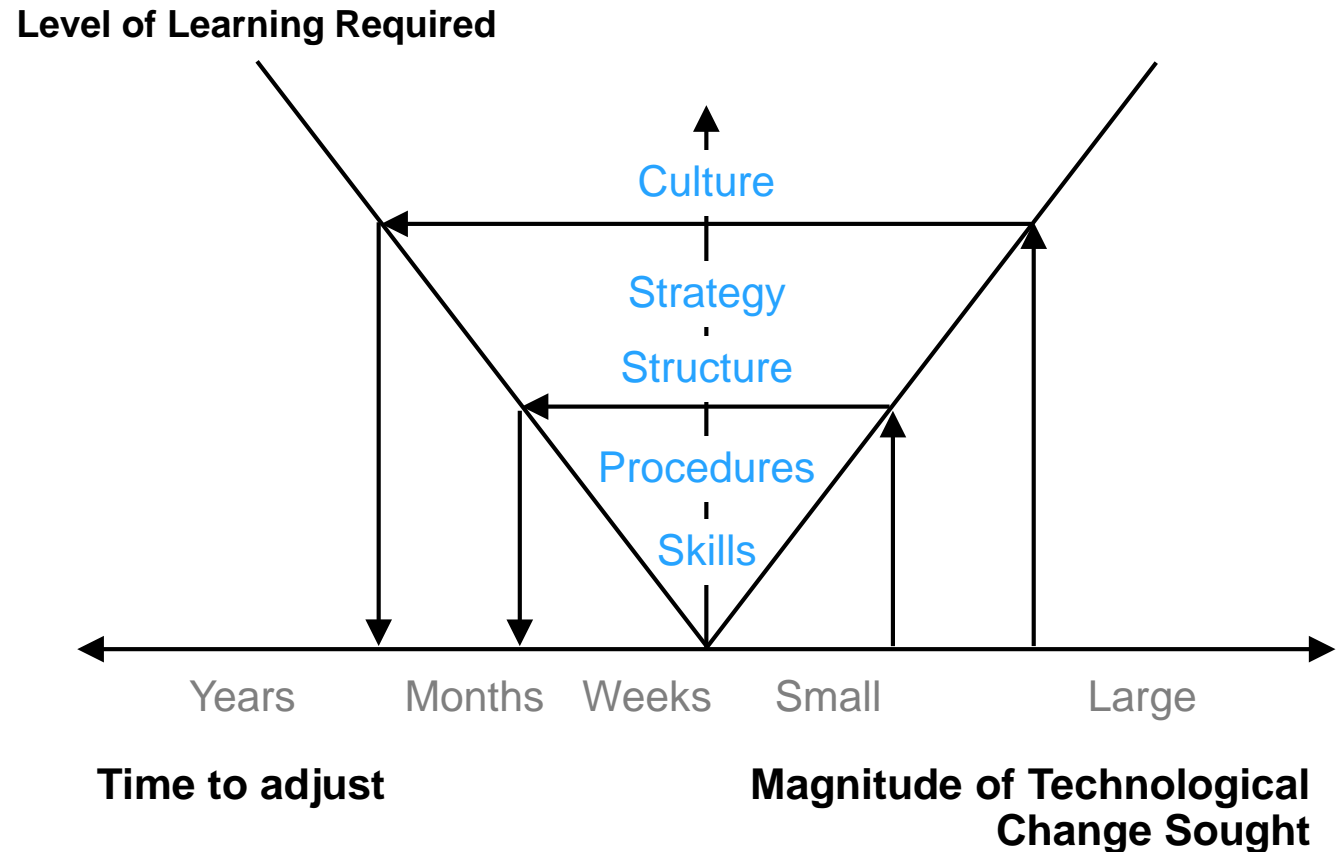 Level of Learning Required
Culture
Strategy
Structure
Procedures
Skills
Years Months Weeks Small Large
Time to adjust
Magnitude of Technological
Change Sought